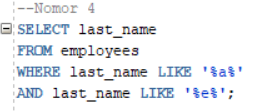 --Nomor 4
SELECT last_name
FROM employees
WHERE last_name LIKE '%a%'
AND last_name LIKE '%e%';